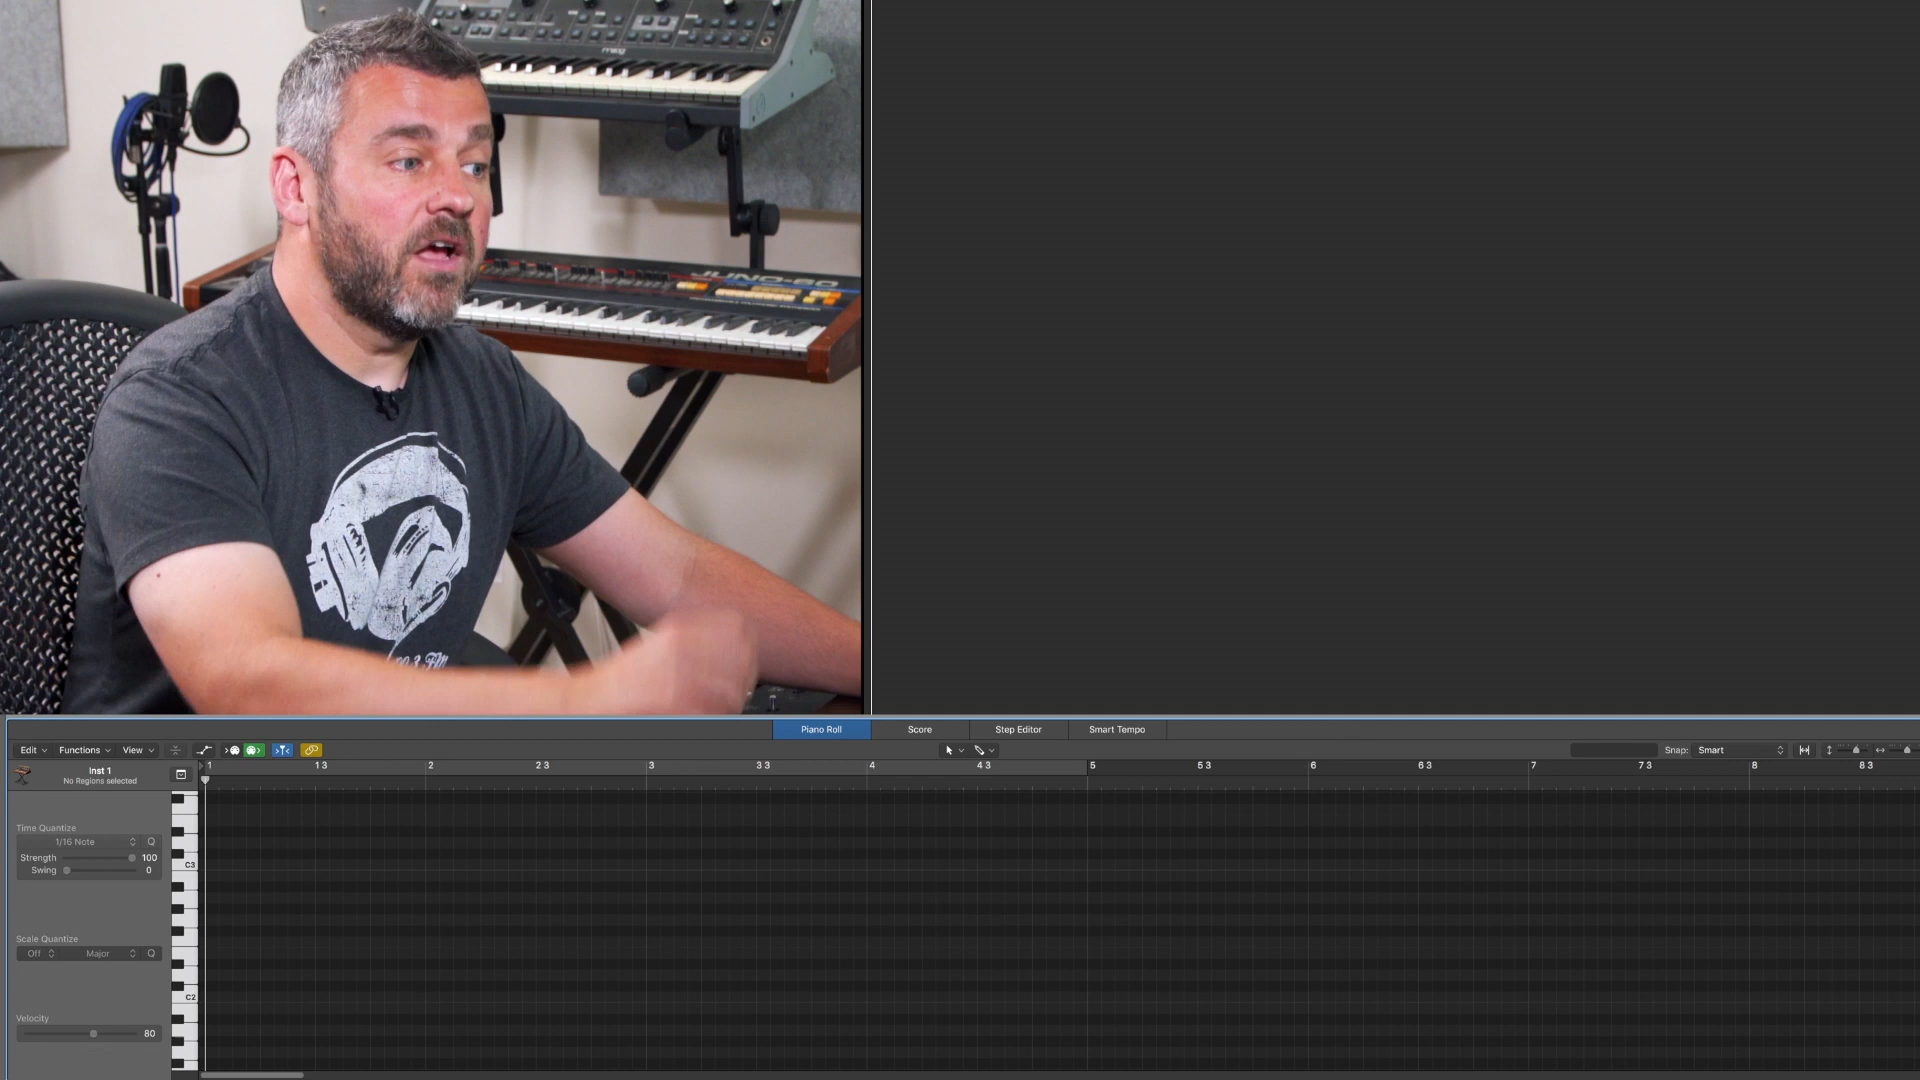 moog
JUNO-60
Piano Roll
Score
Step Editor
Smart Tempo
Edit
Functions
View
Snap: Smart
Inst 1
No Regions selected
1 1 3 2 2 3 3 3 3 4 4 3 5 5 3 6 6 3 7 7 3 8 8 3
Time Quantize
1/16 Note Q
Strength 100
Swing 0
C3
Scale Quantize
Off Major Q
C2
Velocity
80